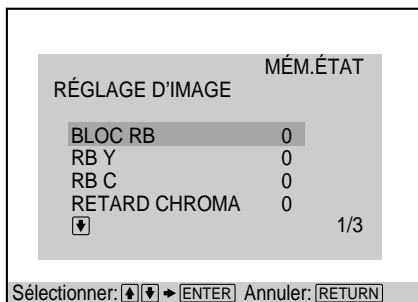 MÉM.ÉTAT
RÉGLAGE D'IMAGE
BLOC RB 0
RB Y 0
RB C 0
RETARD CHROMA 0
1/3
Sélectionner: ENTER Annuler: RETURN